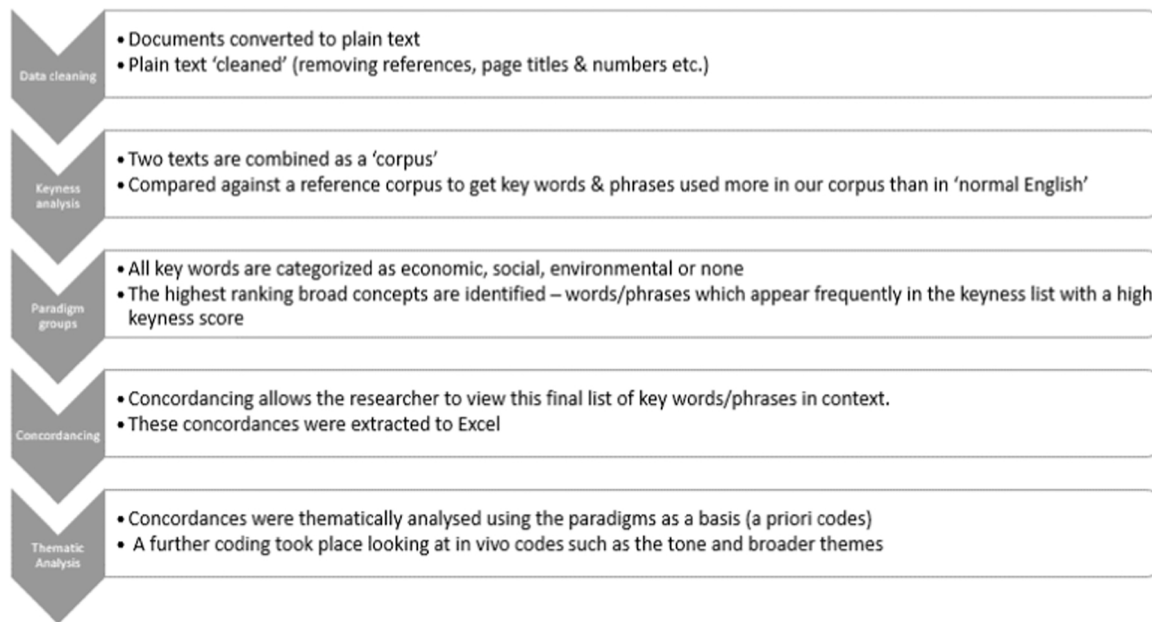 Data cleaning
• Documents converted to plain text
• Plain text ‘cleaned’ (removing references, page titles & numbers etc.)
Keyness
analysis
• Two texts are combined as a ‘corpus’
• Compared against a reference corpus to get key words & phrases used more in our corpus than in ‘normal English’
Paradigm
groups
• All key words are categorized as economic, social, environmental or none
• The highest ranking broad concepts are identified – words/phrases which appear frequently in the keyness list with a high
keyness score
Concordancing
• Concordancing allows the researcher to view this final list of key words/phrases in context.
• These concordances were extracted to Excel
Thematic
Analysis
• Concordances were thematically analysed using the paradigms as a basis (a priori codes)
• A further coding took place looking at in vivo codes such as the tone and broader themes